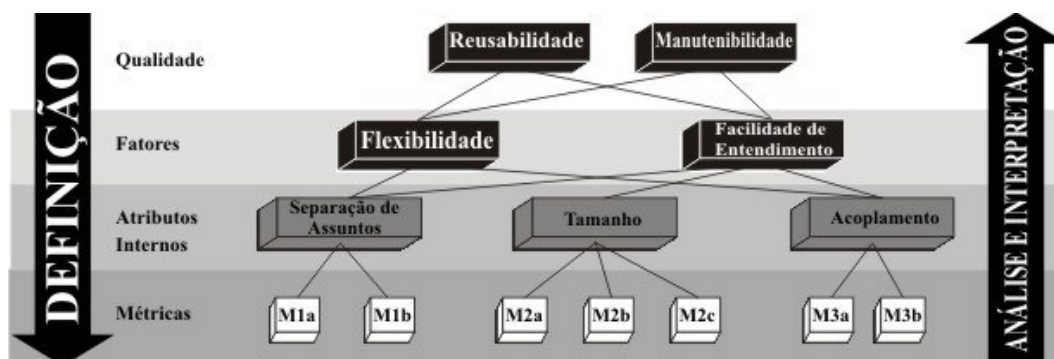 DEFINIÇÃO
Qualidade
Reusabilidade
Manutenibilidade
Fatores
Flexibilidade
Facilidade de
Entendimento
Atributos
Internos
Separação de
Assuntos
Tamanho
Acoplamento
Métricas
M1a
M1b
M2a
M2b
M2c
M3a
M3b
ANÁLISE E INTERPRETAÇÃO